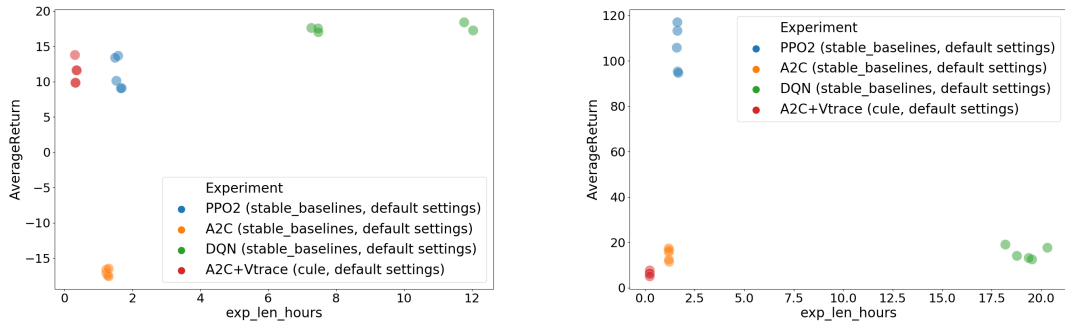 20
15
10
5
0
−5
−10
−15
AverageReturn
Experiment
PPO2 (stable_baselines, default settings)
A2C (stable_baselines, default settings)
DQN (stable_baselines, default settings)
A2C+Vtrace (cule, default settings)
0 2 4 6 8 10 12
exp_len_hours
120
100
80
60
40
20
0
AverageReturn
Experiment
PPO2 (stable_baselines, default settings)
A2C (stable_baselines, default settings)
DQN (stable_baselines, default settings)
A2C+Vtrace (cule, default settings)
0.0 2.5 5.0 7.5 10.0 12.5 15.0 17.5 20.0
exp_len_hours